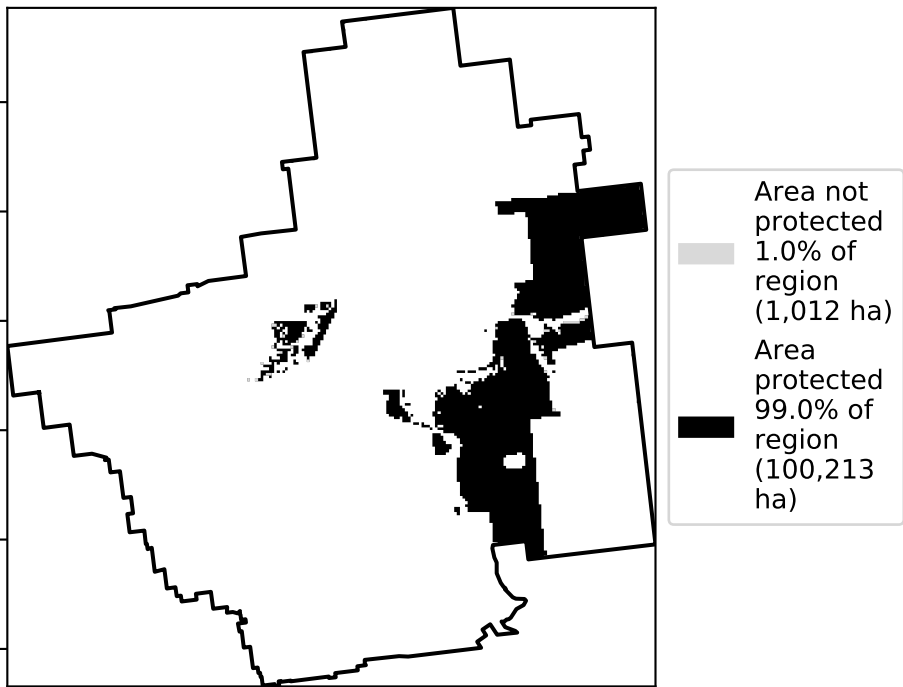 Area not
protected
1.0% of
region
(1,012 ha)
Area
protected
99.0% of
region
(100,213
ha)